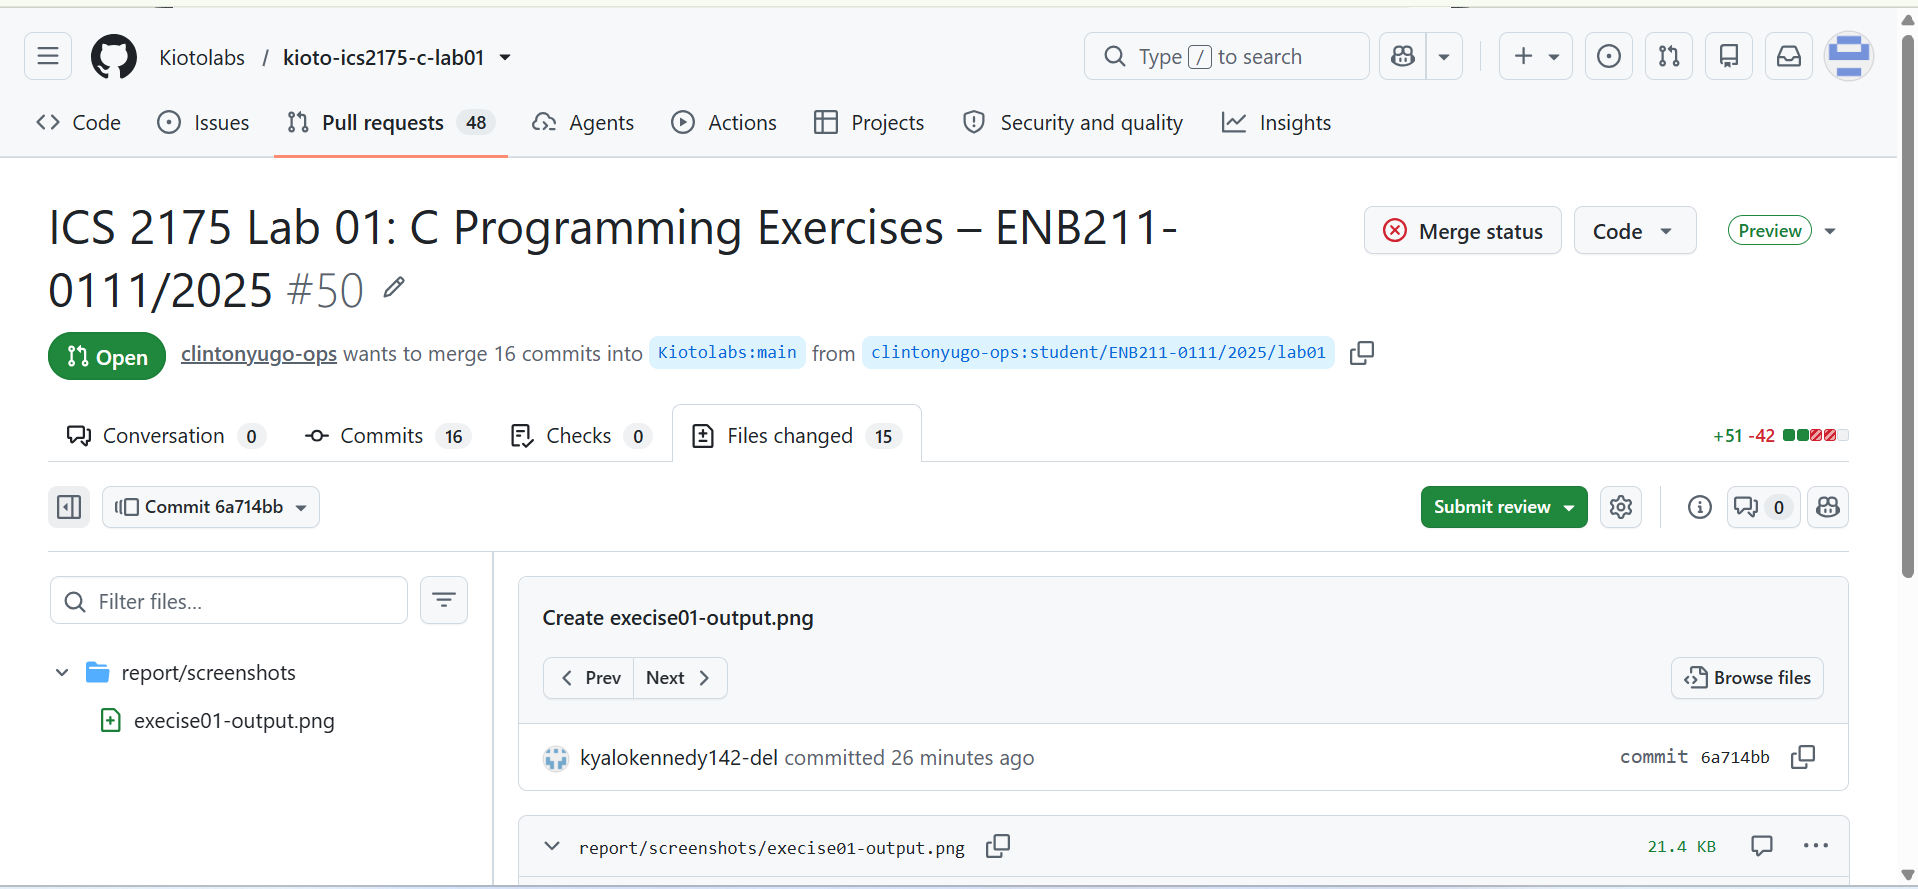 Kiotolabs / kioto-ics2175-c-lab01
Type / to search
Code
Issues
Pull requests 48
Agents
Actions
Projects
Security and quality
Insights
ICS 2175 Lab 01: C Programming Exercises – ENB211-
0111/2025 #50
Merge status
Code
Preview
Open
clintonyugo-ops wants to merge 16 commits into Kiotolabs:main from clintonyugo-ops:student/ENB211-0111/2025/lab01
Conversation 0
Commits 16
Checks 0
Files changed 15
+51 -42
Commit 6a714bb
Submit review
0
Filter files...
Create execise01-output.png
Prev
Next
Browse files
report/screenshots
execise01-output.png
kyalokennedy142-del committed 26 minutes ago
commit 6a714bb
report/screenshots/execise01-output.png
21.4 KB